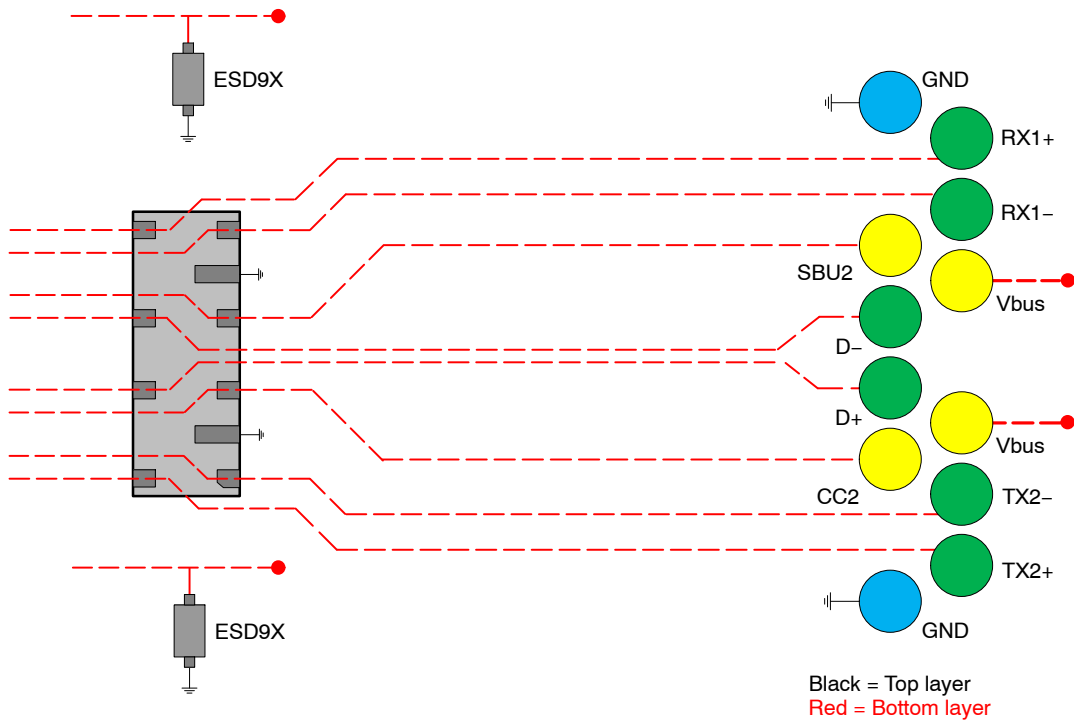 ESD9X
GND
RX1+
RX1−
SBU2
Vbus
D−
D+
Vbus
CC2
TX2−
TX2+
ESD9X
GND
Black = Top layer
Red = Bottom layer